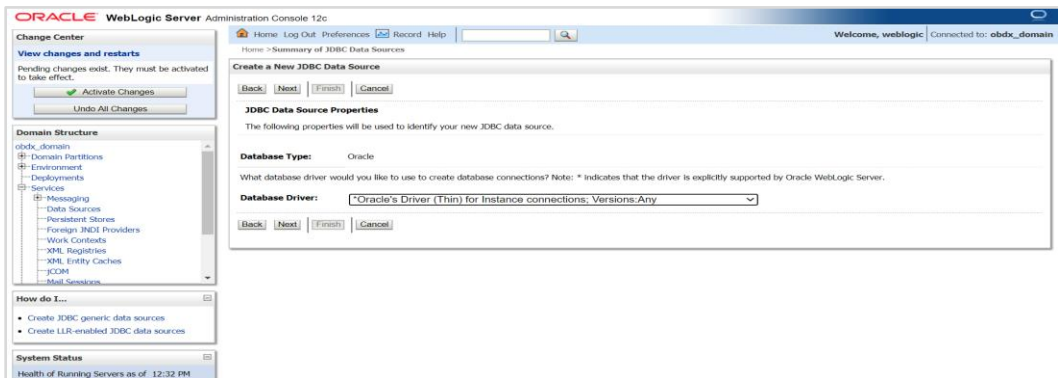 ORACLE WebLogic Server Administration Console 12c
Change Center
View changes and restarts
Pending changes exist. They must be activated
to take effect.
Activate Changes
Undo All Changes
Domain Structure
obdx_domain
Domain Partitions
Environment
Deployments
Services
Messaging
Data Sources
Persistent Stores
Foreign JNDI Providers
Work Contexts
XML Registries
XML Entity Caches
jCOM
Mail Sessions
How do I...
Create JDBC generic data sources
Create LLR-enabled JDBC data sources
System Status
Health of Running Servers as of 12:32 PM
Home Log Out Preferences Record Help
Welcome, weblogic Connected to: obdx_domain
Home >Summary of JDBC Data Sources
Create a New JDBC Data Source
Back Next Finish Cancel
JDBC Data Source Properties
The following properties will be used to identify your new JDBC data source.
Database Type: Oracle
What database driver would you like to use to create database connections? Note: * indicates that the driver is explicitly supported by Oracle WebLogic Server.
Database Driver: *Oracle's Driver (Thin) for Instance connections; Versions:Any
Back Next Finish Cancel